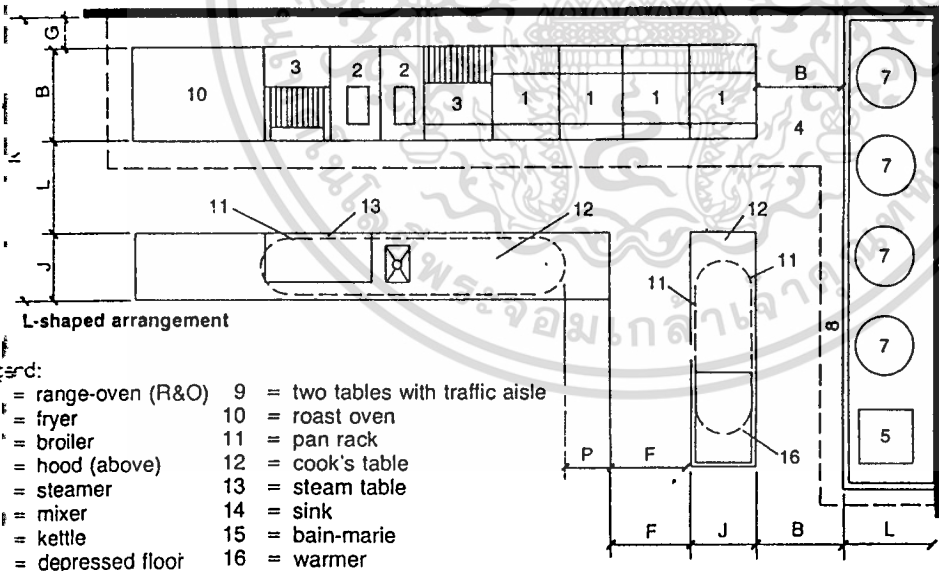 G
B
L
J
10
3
2
2
3
1
1
1
1
B
4
7
7
7
7
5
11
13
12
12
11
11
8
16
P
F
F
J
B
L
L-shaped arrangement
= range-oven (R&O) 9 = two tables with traffic aisle
= fryer 10 = roast oven
= broiler 11 = pan rack
= hood (above) 12 = cook's table
= steamer 13 = steam table
= mixer 14 = sink
= kettle 15 = bain-marie
= depressed floor 16 = warmer